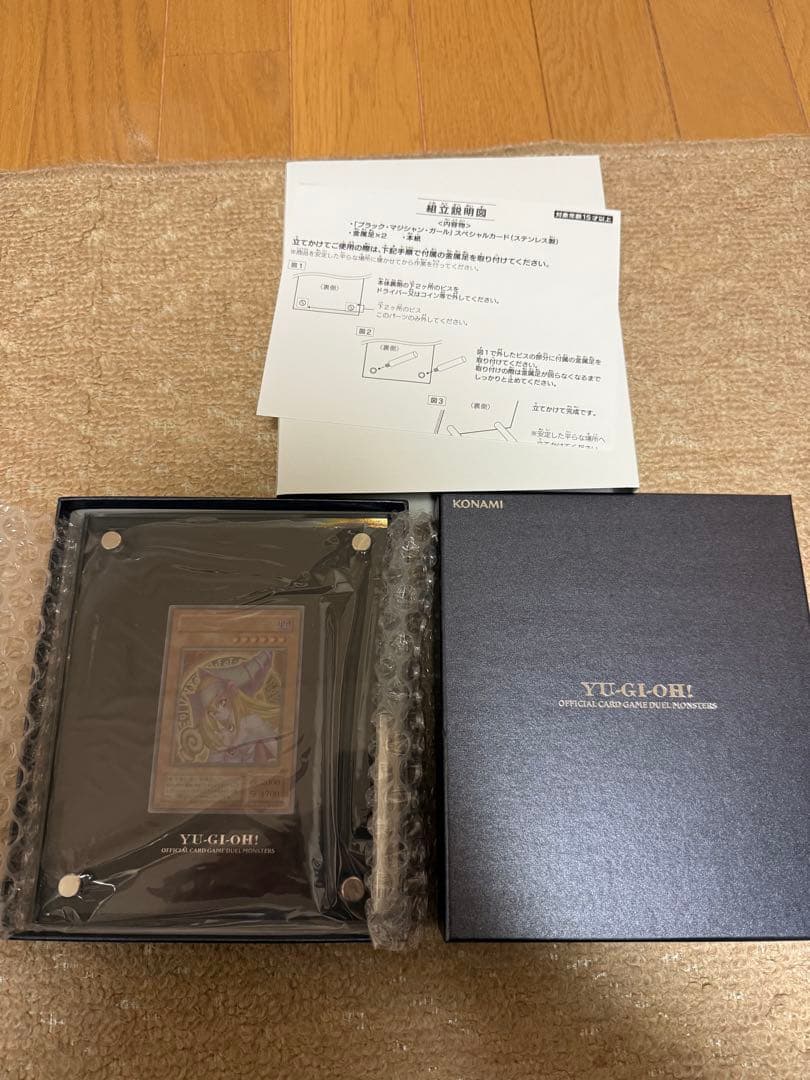 組立説明図
対象年齢15才以上
<内容物>
・「ブラック・マジシャン・ガール」スペシャルカード(ステンレス製)
・金属足×2 ・本紙
立てかけてご使用の際は、下記手順で付属の金属足を取り付けてください。
※商品を安定した平らな場所に寝かせてから作業を行ってください。
図1
(裏側)
本体裏側の下2ヶ所のビスを
ドライバー又はコイン等で外してください。
下2ヶ所のビス
このパーツのみ外してください。
図2
(裏側)
図1で外したビスの部分に付属の金属足を
取り付けてください。
取り付けの際は金属足が回らなくなるまで
しっかりと止めてください。
図3
(裏側)
立てかけて完成です。
※安定した平らな場所へ
KONAMI
YU-GI-OH!
OFFICIAL CARD GAME DUEL MONSTERS
2000
1700
YU-GI-OH!
OFFICIAL CARD GAME DUEL MONSTERS